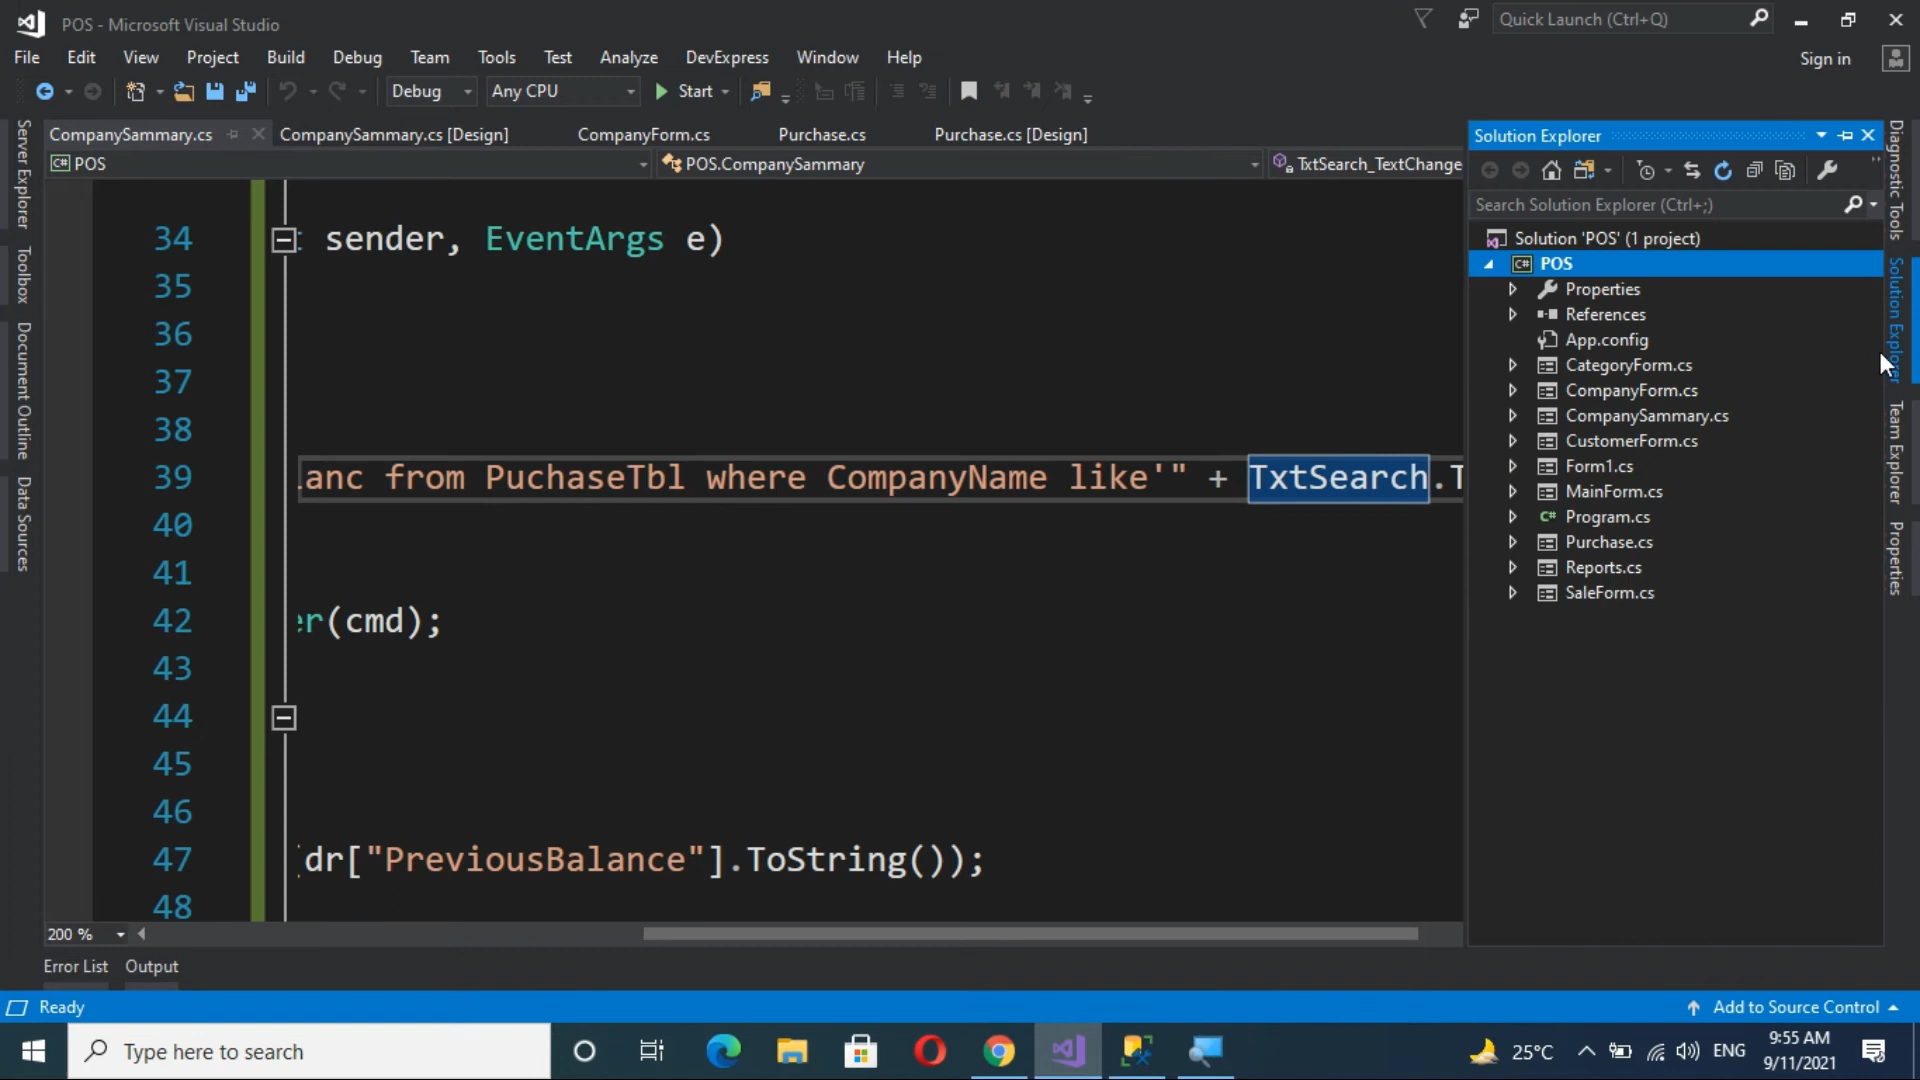 POS - Microsoft Visual Studio
Quick Launch (Ctrl+Q)
File Edit View Project Build Debug Team Tools Test Analyze DevExpress Window Help
Sign in
Debug Any CPU Start
CompanySammary.cs CompanySammary.cs [Design] CompanyForm.cs Purchase.cs Purchase.cs [Design]
POS POS.CompanySammary TxtSearch_TextChange
Server Explorer
Toolbox
Document Outline
Data Sources
34 sender, EventArgs e)
35
36
37
38
39 anc from PuchaseTbl where CompanyName like'" + TxtSearch.T
40
41
42 er(cmd);
43
44
45
46
47 (dr["PreviousBalance"].ToString());
48
200 %
Error List Output
Solution Explorer
Search Solution Explorer (Ctrl+;)
Solution 'POS' (1 project)
C# POS
Properties
References
App.config
CategoryForm.cs
CompanyForm.cs
CompanySammary.cs
CustomerForm.cs
Form1.cs
MainForm.cs
C# Program.cs
Purchase.cs
Reports.cs
SaleForm.cs
Diagnostic Tools
Solution Explorer
Team Explorer
Properties
Ready
Add to Source Control
Type here to search
25°C
ENG
9:55 AM
9/11/2021